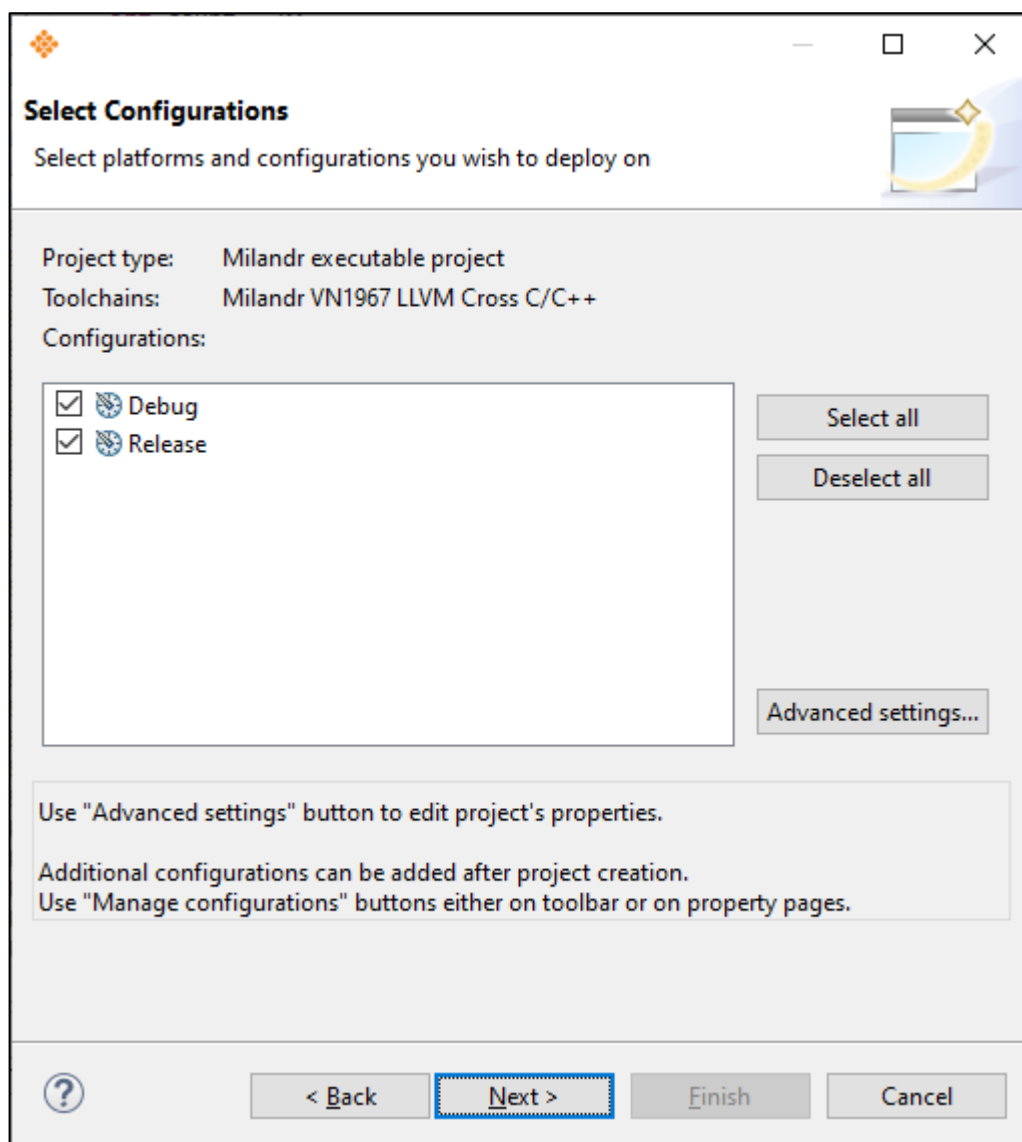 Select Configurations
Select platforms and configurations you wish to deploy on
Project type: Milandr executable project
Toolchains: Milandr VN1967 LLVM Cross C/C++
Configurations:
Debug
Release
Select all
Deselect all
Advanced settings...
Use "Advanced settings" button to edit project's properties.
Additional configurations can be added after project creation.
Use "Manage configurations" buttons either on toolbar or on property pages.
?
< Back Next > Finish Cancel